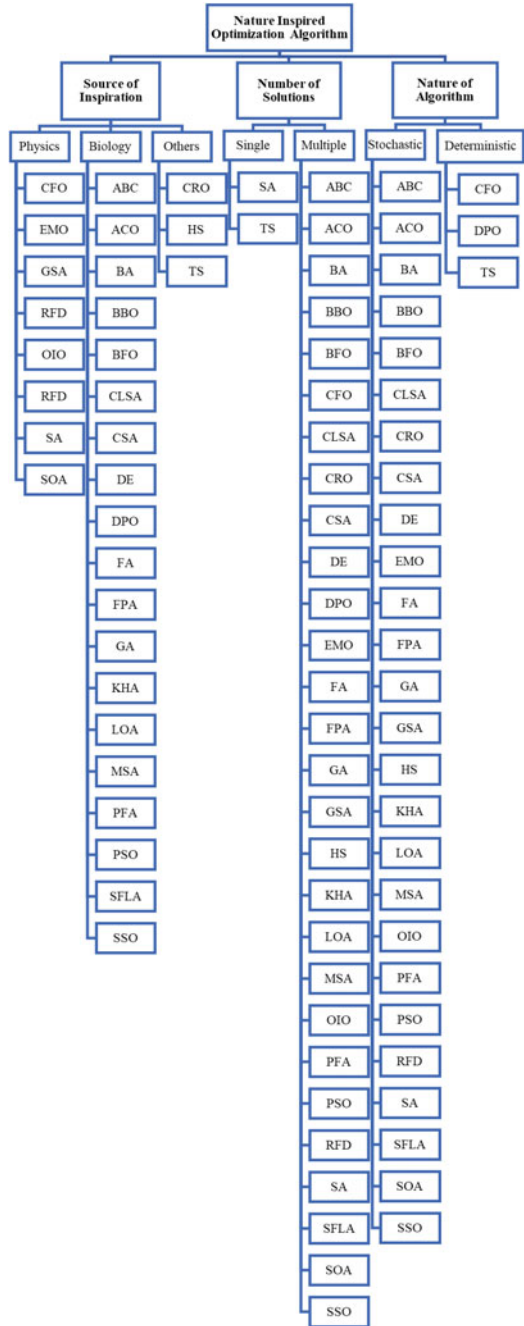 Nature Inspired
Optimization Algorithm
Source of
Inspiration
Number of
Solutions
Nature of
Algorithm
Physics
Biology
Others
Single
Multiple
Stochastic
Deterministic
CFO
EMO
GSA
RFD
OIO
RFD
SA
SOA
ABC
ACO
BA
BBO
BFO
CLSA
CSA
DE
DPO
FA
FPA
GA
KHA
LOA
MSA
PFA
PSO
SFLA
SSO
CRO
HS
TS
SA
TS
ABC
ACO
BA
BBO
BFO
CFO
CLSA
CRO
CSA
DE
DPO
EMO
FA
FPA
GA
GSA
HS
KHA
LOA
MSA
OIO
PFA
PSO
RFD
SA
SFLA
SOA
SSO
ABC
ACO
BA
BBO
BFO
CLSA
CRO
CSA
DE
EMO
FA
FPA
GA
GSA
HS
KHA
LOA
MSA
OIO
PFA
PSO
RFD
SA
SFLA
SOA
SSO
CFO
DPO
TS